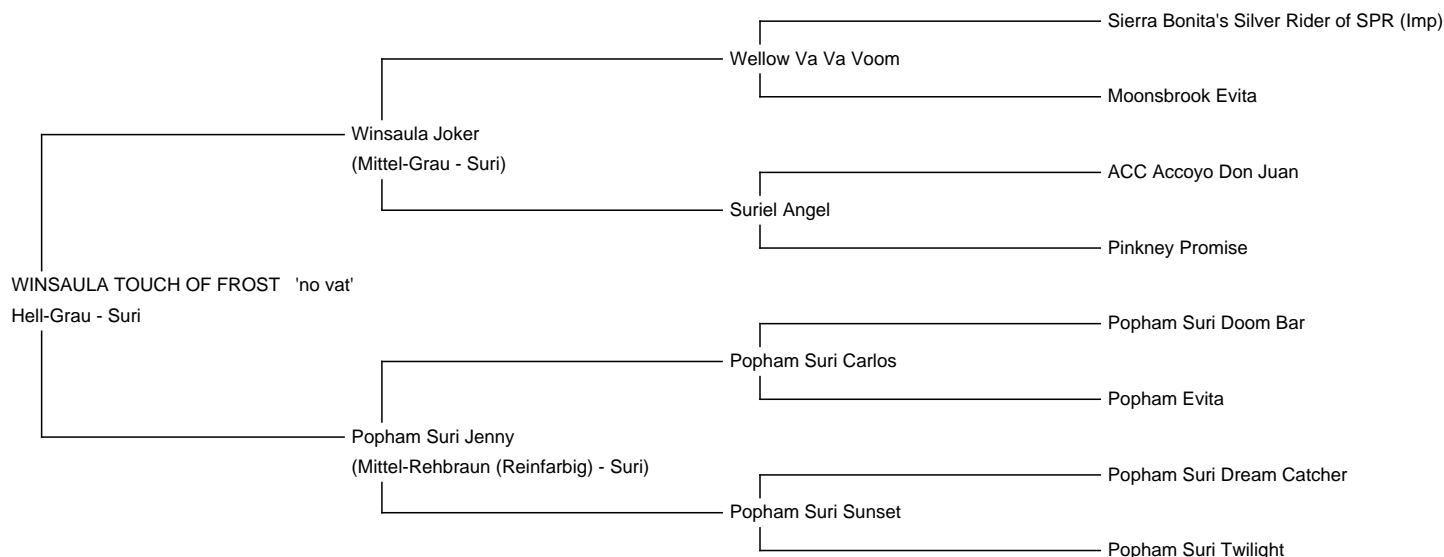 Sierra Bonita's Silver Rider of SPR (Imp)
Wellow Va Va Voom
Moonsbrook Evita
Winsaula Joker
(Mittel-Grau - Suri)
ACC Accoyo Don Juan
Suriel Angel
Pinkney Promise
WINSAULA TOUCH OF FROST 'no vat'
Hell-Grau - Suri
Popham Suri Doom Bar
Popham Suri Carlos
Popham Evita
Popham Suri Jenny
(Mittel-Rehbraun (Reinfarbig) - Suri)
Popham Suri Dream Catcher
Popham Suri Sunset
Popham Suri Twilight